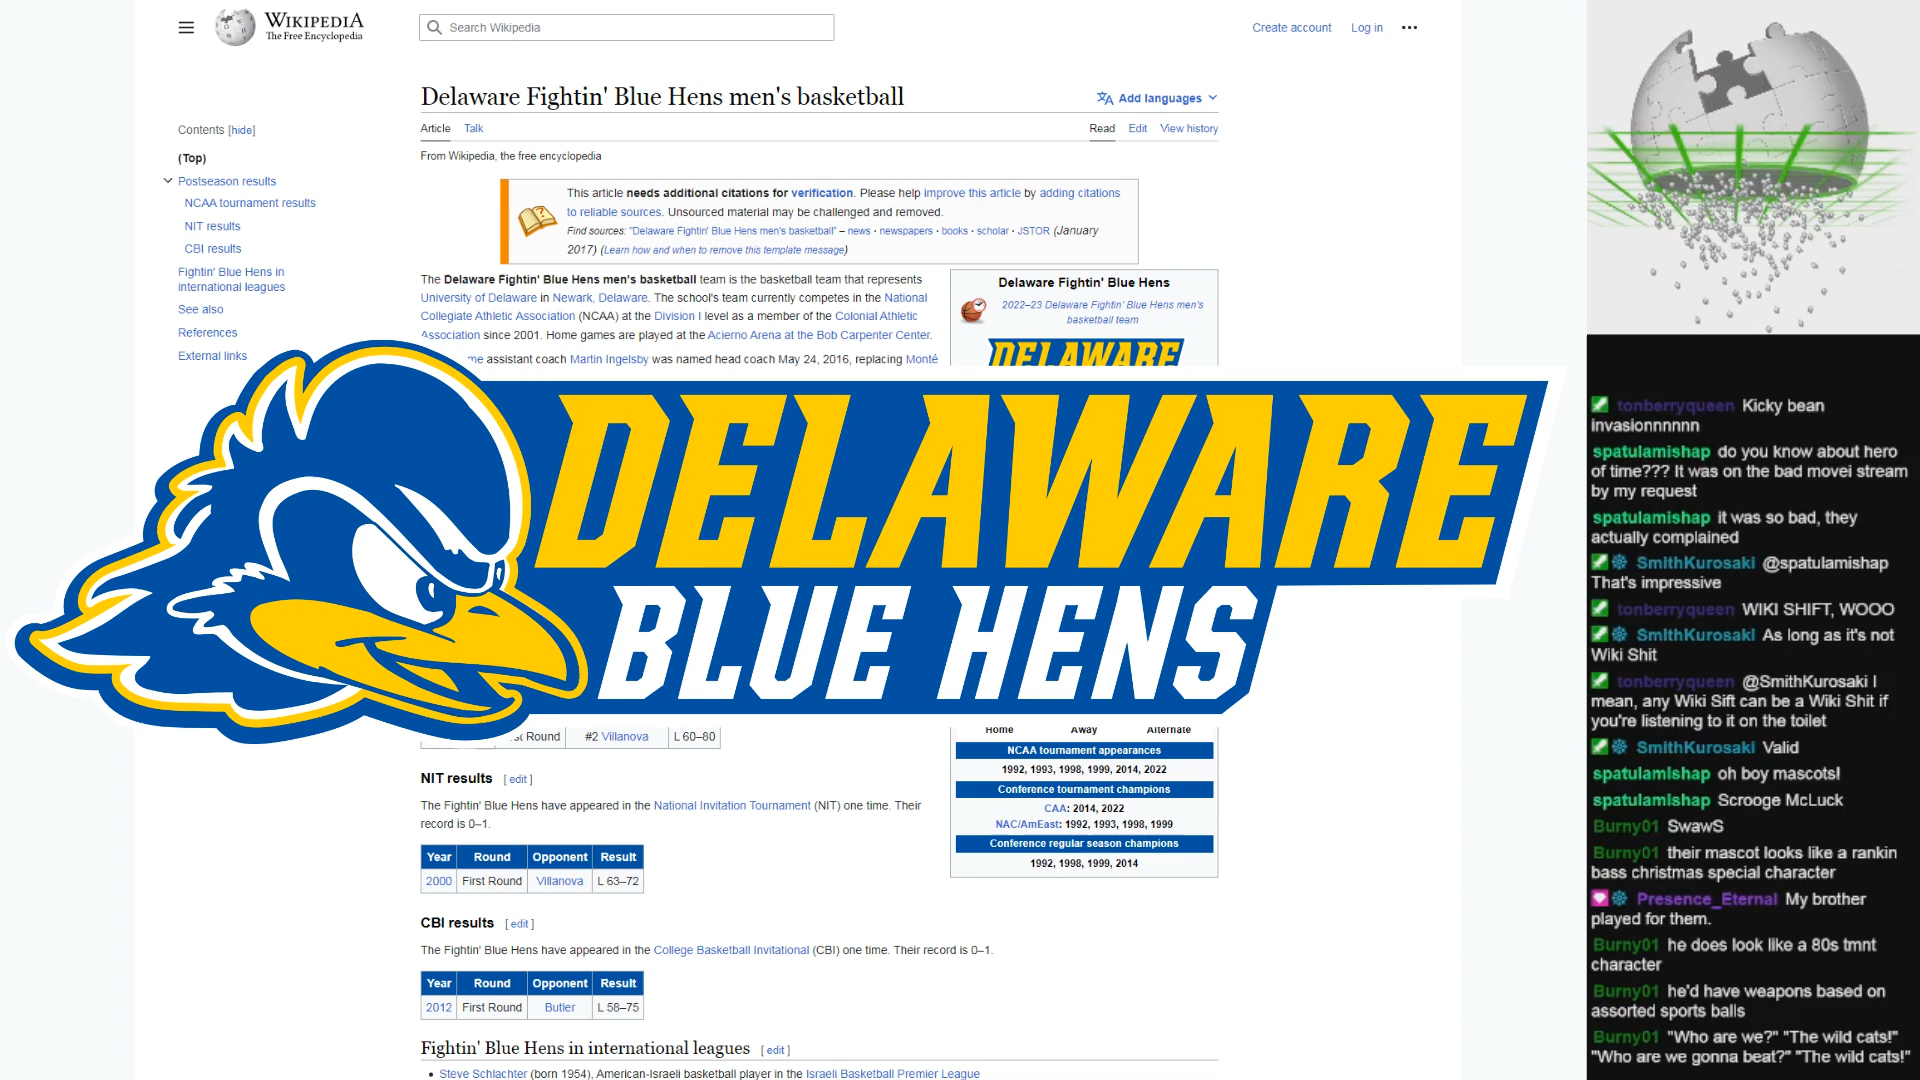 WIKIPEDIA
The Free Encyclopedia
Search Wikipedia
Create account
Log in
Contents [hide]
(Top)
Postseason results
NCAA tournament results
NIT results
CBI results
Fightin' Blue Hens in
international leagues
See also
References
External links
Delaware Fightin' Blue Hens men's basketball
Add languages
Article
Talk
Read
Edit
View history
From Wikipedia, the free encyclopedia
This article needs additional citations for verification. Please help improve this article by adding citations
to reliable sources. Unsourced material may be challenged and removed.
Find sources: "Delaware Fightin' Blue Hens men's basketball" – news · newspapers · books · scholar · JSTOR (January
2017) (Learn how and when to remove this template message)
The Delaware Fightin' Blue Hens men's basketball team is the basketball team that represents
University of Delaware in Newark, Delaware. The school's team currently competes in the National
Collegiate Athletic Association (NCAA) at the Division I level as a member of the Colonial Athletic
Association since 2001. Home games are played at the Acierno Arena at the Bob Carpenter Center.
me assistant coach Martin Ingelsby was named head coach May 24, 2016, replacing Monté
Delaware Fightin' Blue Hens
2022–23 Delaware Fightin' Blue Hens men's
basketball team
DELAWARE
DELAWARE
BLUE HENS
st Round
#2 Villanova
L 60–80
Home
Away
Alternate
NCAA tournament appearances
1992, 1993, 1998, 1999, 2014, 2022
Conference tournament champions
CAA: 2014, 2022
NAC/AmEast: 1992, 1993, 1998, 1999
Conference regular season champions
1992, 1998, 1999, 2014
NIT results [ edit ]
The Fightin' Blue Hens have appeared in the National Invitation Tournament (NIT) one time. Their
record is 0–1.
Year Round Opponent Result
2000 First Round Villanova L 63–72
CBI results [ edit ]
The Fightin' Blue Hens have appeared in the College Basketball Invitational (CBI) one time. Their record is 0–1.
Year Round Opponent Result
2012 First Round Butler L 58–75
Fightin' Blue Hens in international leagues [ edit ]
• Steve Schlachter (born 1954), American-Israeli basketball player in the Israeli Basketball Premier League
tonberryqueen Kicky bean
invasionnnnnn
spatulamishap do you know about hero
of time??? It was on the bad movei stream
by my request
spatulamishap it was so bad, they
actually complained
SmithKurosaki @spatulamishap
That's impressive
tonberryqueen WIKI SHIFT, WOOO
SmithKurosaki As long as it's not
Wiki Shit
tonberryqueen @SmithKurosaki I
mean, any Wiki Sift can be a Wiki Shit if
you're listening to it on the toilet
SmithKurosaki Valid
spatulamishap oh boy mascots!
spatulamishap Scrooge McLuck
Burny01 SwawS
Burny01 their mascot looks like a rankin
bass christmas special character
Presence_Eternal My brother
played for them.
Burny01 he does look like a 80s tmnt
character
Burny01 he'd have weapons based on
assorted sports balls
Burny01 "Who are we?" "The wild cats!"
"Who are we gonna beat?" "The wild cats!"